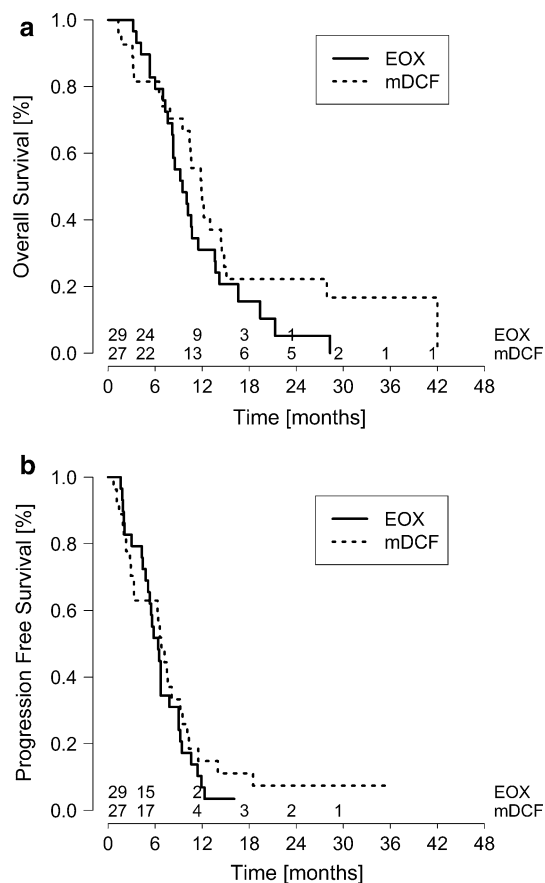 a
1.0
0.8
0.6
0.4
0.2
0.0
Overall Survival [%]
EOX
mDCF
29 24 9 3 1 EOX
27 22 13 6 5 2 1 1 mDCF
0 6 12 18 24 30 36 42 48
Time [months]
b
1.0
0.8
0.6
0.4
0.2
0.0
Progression Free Survival [%]
EOX
mDCF
29 15 2 EOX
27 17 4 3 2 1 mDCF
0 6 12 18 24 30 36 42 48
Time [months]